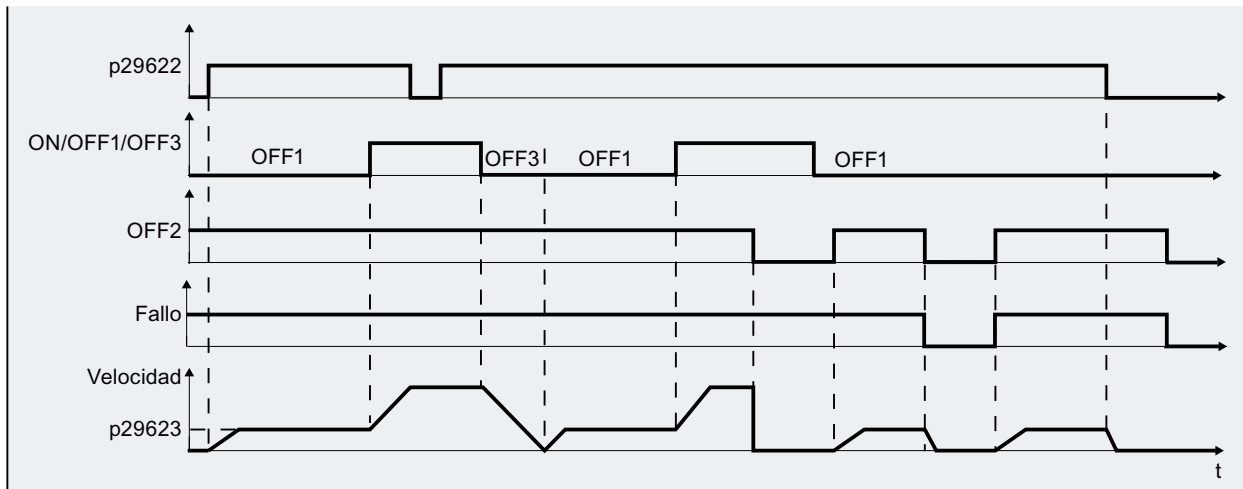 p29622
ON/OFF1/OFF3
OFF1
OFF3
OFF1
OFF1
OFF2
Fallo
Velocidad
p29623
t